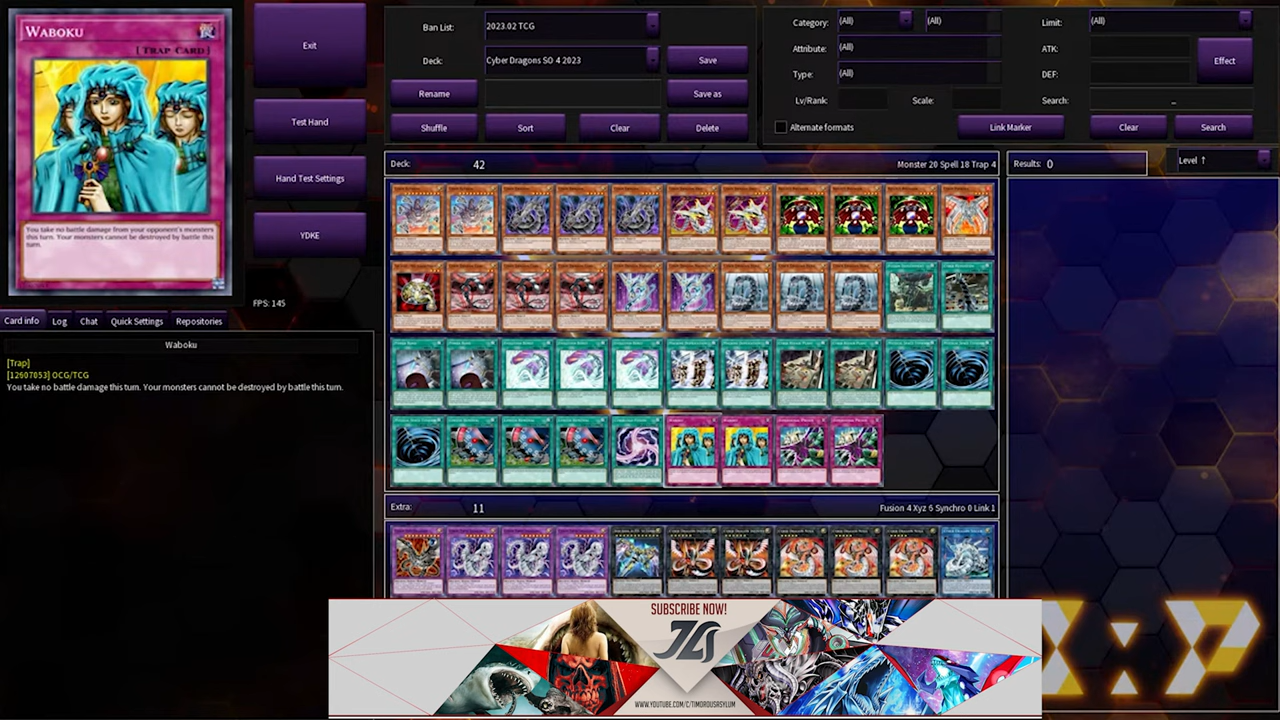 WABOKU
[TRAP CARD]
You take no battle damage from your opponent's monsters
this turn. Your monsters cannot be destroyed by battle this
turn.
Exit
Test Hand
Hand Test Settings
YDKE
FPS: 145
Ban List:
2023.02 TCG
Deck:
Cyber Dragons SO 4 2023
Save
Rename
Save as
Shuffle
Sort
Clear
Delete
Category:
(All)
(All)
Limit:
(All)
Attribute:
(All)
ATK:
Type:
(All)
DEF:
Effect
Lv/Rank:
Scale:
Search:
_
Alternate formats
Link Marker
Clear
Search
Deck:
42
Monster 20 Spell 18 Trap 4
Results: 0
Level ↑
Card info
Log
Chat
Quick Settings
Repositories
Waboku
[Trap]
[12607053] OCG/TCG
You take no battle damage this turn. Your monsters cannot be destroyed by battle this turn.
Extra:
11
Fusion 4 Xyz 6 Synchro 0 Link 1
SUBSCRIBE NOW!
JZS
WWW.YOUTUBE.COM/C/TIMOROUSASYLUM